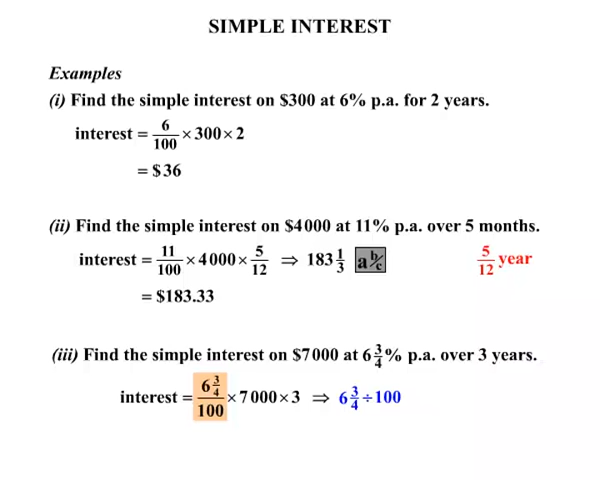 SIMPLE INTEREST
Examples
(i) Find the simple interest on $300 at 6% p.a. for 2 years.
interest = 6/100 × 300 × 2
= $36
(ii) Find the simple interest on $4000 at 11% p.a. over 5 months.
interest = 11/100 × 4000 × 5/12 ⇒ 183 1/3 a b/c 5/12 year
= $183.33
(iii) Find the simple interest on $7000 at 6 3/4% p.a. over 3 years.
interest = 6 3/4/100 × 7000 × 3 ⇒ 6 3/4 ÷ 100